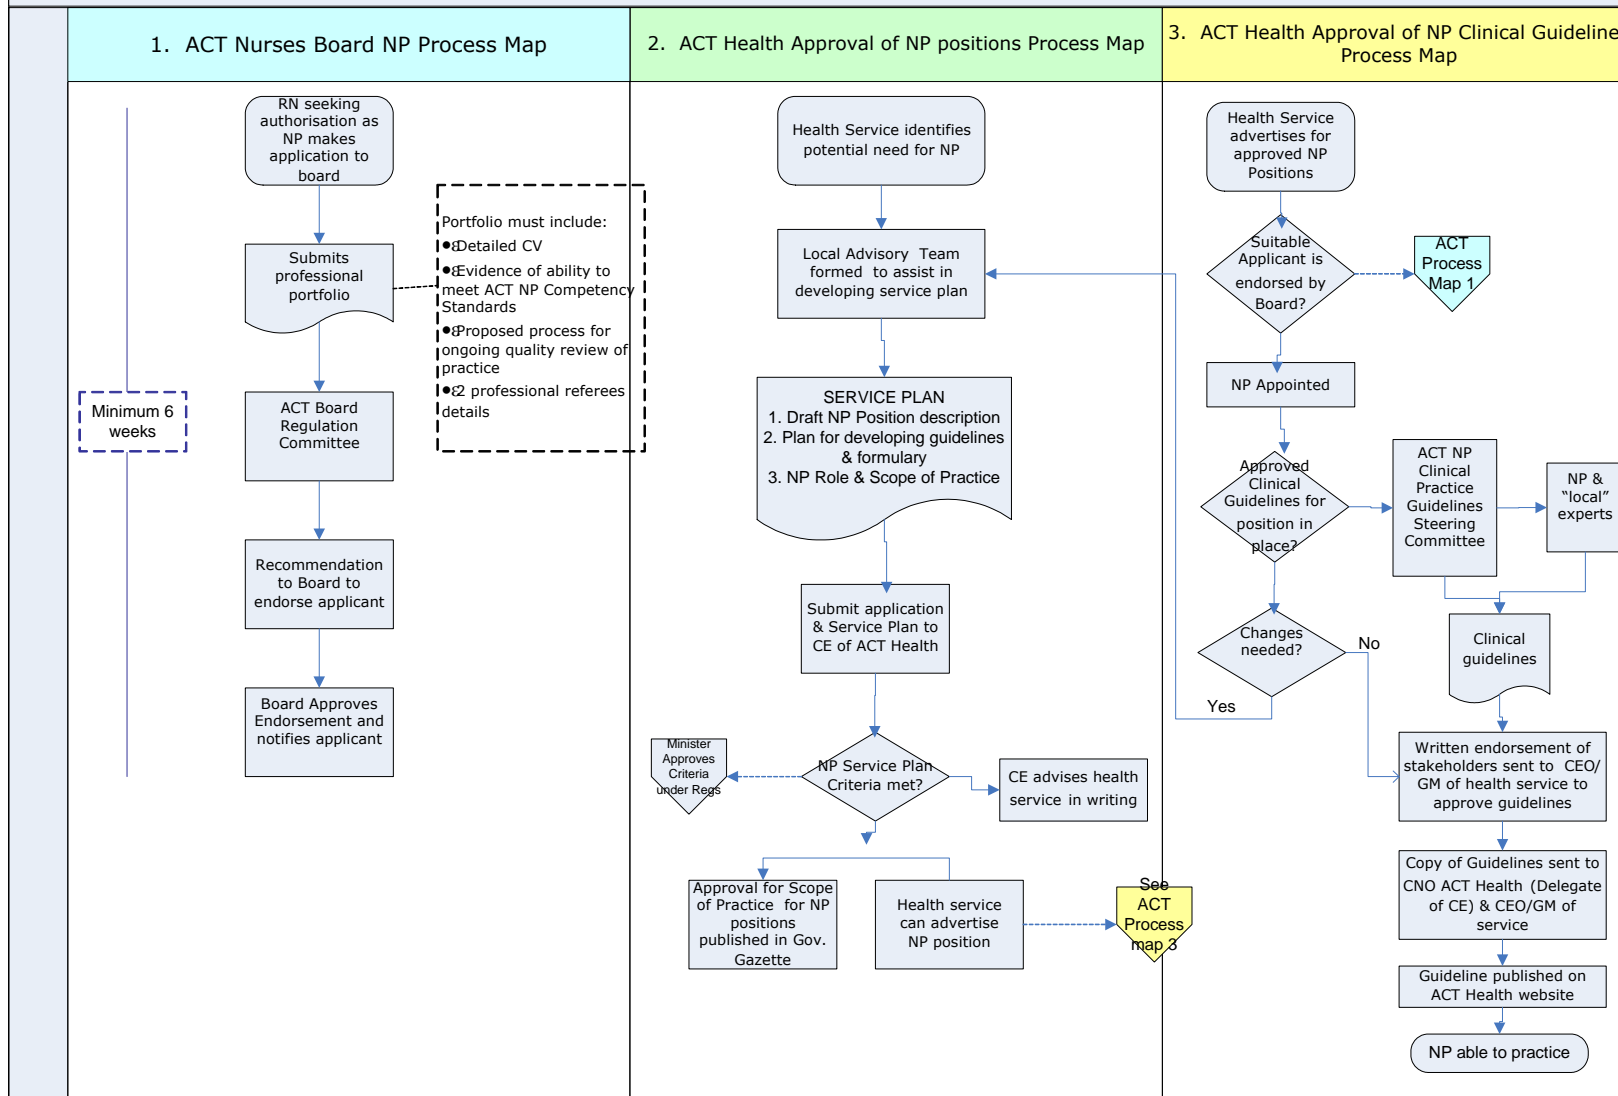 1. ACT Nurses Board NP Process Map
2. ACT Health Approval of NP positions Process Map
3. ACT Health Approval of NP Clinical Guideline
Process Map
RN seeking
authorisation as
NP makes
application to
board
Submits
professional
portfolio
Portfolio must include:
•Detailed CV
•Evidence of ability to
meet ACT NP Competency
Standards
•Proposed process for
ongoing quality review of
practice
•2 professional referees
details
Minimum 6
weeks
ACT Board
Regulation
Committee
Recommendation
to Board to
endorse applicant
Board Approves
Endorsement and
notifies applicant
Health Service identifies
potential need for NP
Local Advisory Team
formed to assist in
developing service plan
SERVICE PLAN
1. Draft NP Position description
2. Plan for developing guidelines
& formulary
3. NP Role & Scope of Practice
Submit application
& Service Plan to
CE of ACT Health
Minister
Approves
Criteria
under Regs
NP Service Plan
Criteria met?
CE advises health
service in writing
Approval for Scope
of Practice for NP
positions
published in Gov.
Gazette
Health service
can advertise
NP position
See
ACT
Process
map 3
Health Service
advertises for
approved NP
Positions
Suitable
Applicant is
endorsed by
Board?
ACT
Process
Map 1
NP Appointed
Approved
Clinical
Guidelines for
position in
place?
ACT NP
Clinical
Practice
Guidelines
Steering
Committee
NP &
“local”
experts
Changes
needed?
No
Yes
Clinical
guidelines
Written endorsement of
stakeholders sent to CEO/
GM of health service to
approve guidelines
Copy of Guidelines sent to
CNO ACT Health (Delegate
of CE) & CEO/GM of
service
Guideline published on
ACT Health website
NP able to practice